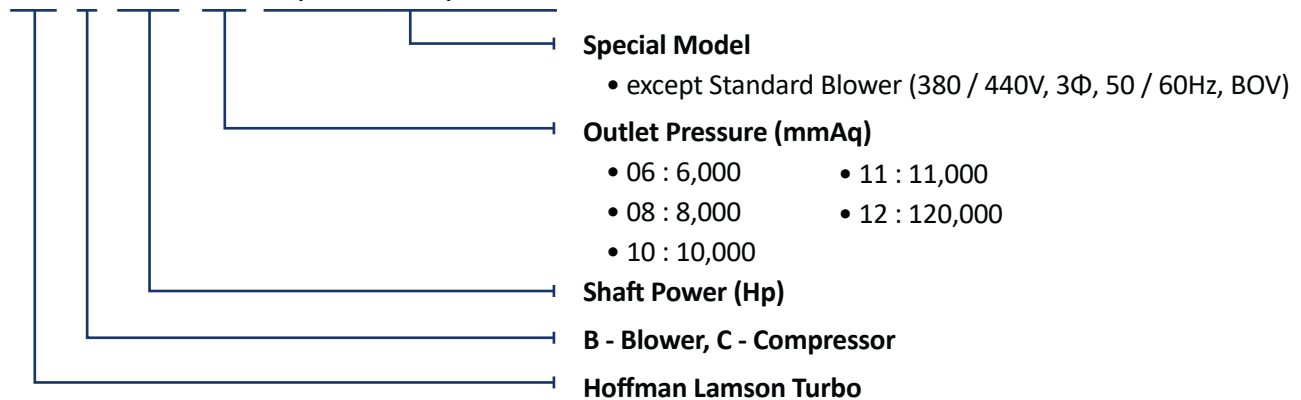 Special Model
• except Standard Blower (380 / 440V, 3Φ, 50 / 60Hz, BOV)
Outlet Pressure (mmAq)
• 06 : 6,000 • 11 : 11,000
• 08 : 8,000 • 12 : 120,000
• 10 : 10,000
Shaft Power (Hp)
B - Blower, C - Compressor
Hoffman Lamson Turbo